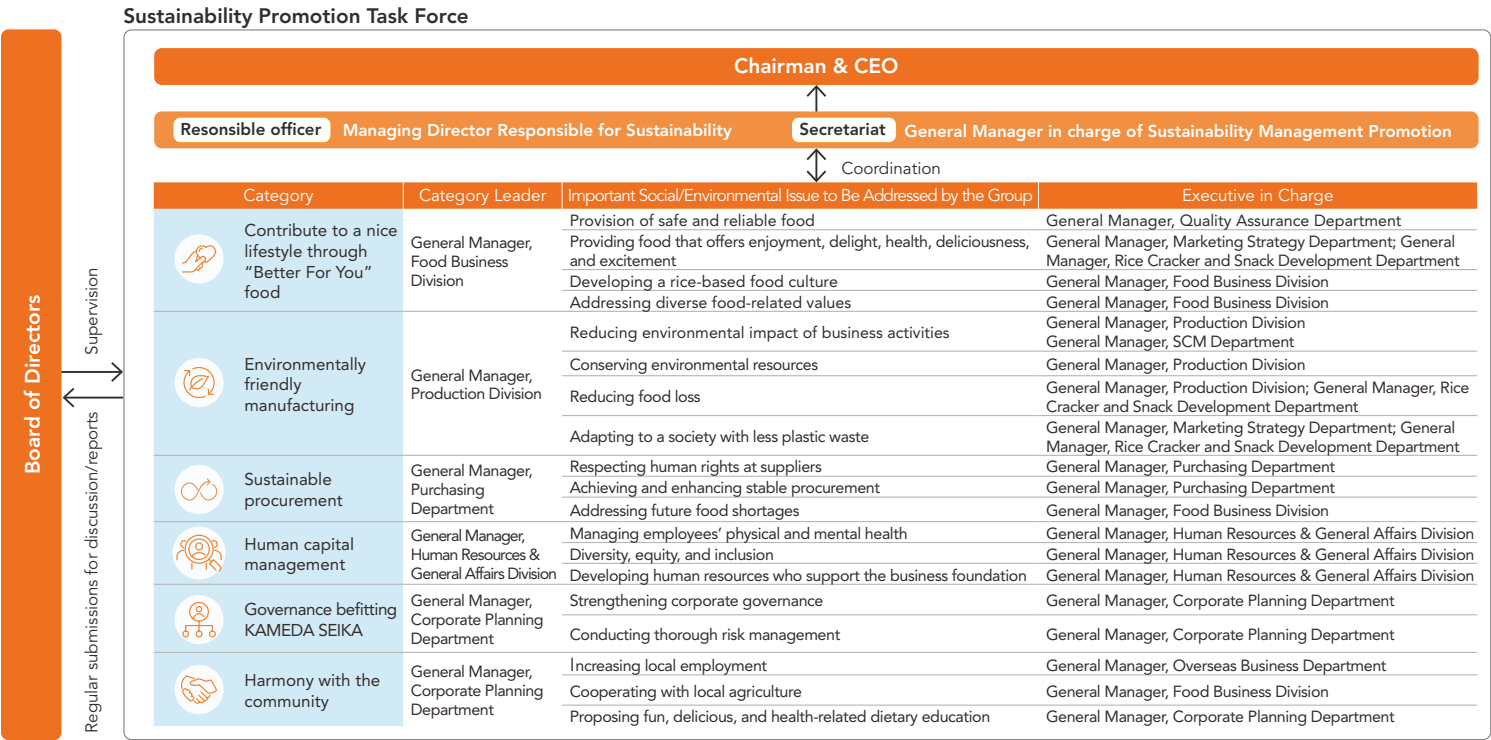 Sustainability Promotion Task Force
Board of Directors
Supervision
Regular submissions for discussion/reports
Chairman & CEO
Resonsible officer
Managing Director Responsible for Sustainability
Secretariat
General Manager in charge of Sustainability Management Promotion
Coordination
Category
Category Leader
Important Social/Environmental Issue to Be Addressed by the Group
Executive in Charge
Contribute to a nice
lifestyle through
“Better For You”
food
General Manager,
Food Business
Division
Provision of safe and reliable food
General Manager, Quality Assurance Department
Providing food that offers enjoyment, delight, health, deliciousness,
and excitement
General Manager, Marketing Strategy Department; General
Manager, Rice Cracker and Snack Development Department
Developing a rice-based food culture
General Manager, Food Business Division
Addressing diverse food-related values
General Manager, Food Business Division
Environmentally
friendly
manufacturing
General Manager,
Production Division
Reducing environmental impact of business activities
General Manager, Production Division
General Manager, SCM Department
Conserving environmental resources
General Manager, Production Division
Reducing food loss
General Manager, Production Division; General Manager, Rice
Cracker and Snack Development Department
Adapting to a society with less plastic waste
General Manager, Marketing Strategy Department; General
Manager, Rice Cracker and Snack Development Department
Sustainable
procurement
General Manager,
Purchasing
Department
Respecting human rights at suppliers
General Manager, Purchasing Department
Achieving and enhancing stable procurement
General Manager, Purchasing Department
Addressing future food shortages
General Manager, Food Business Division
Human capital
management
General Manager,
Human Resources &
General Affairs Division
Managing employees’ physical and mental health
General Manager, Human Resources & General Affairs Division
Diversity, equity, and inclusion
General Manager, Human Resources & General Affairs Division
Developing human resources who support the business foundation
General Manager, Human Resources & General Affairs Division
Governance befitting
KAMEDA SEIKA
General Manager,
Corporate Planning
Department
Strengthening corporate governance
General Manager, Corporate Planning Department
Conducting thorough risk management
General Manager, Corporate Planning Department
Harmony with the
community
General Manager,
Corporate Planning
Department
Increasing local employment
General Manager, Overseas Business Department
Cooperating with local agriculture
General Manager, Food Business Division
Proposing fun, delicious, and health-related dietary education
General Manager, Corporate Planning Department